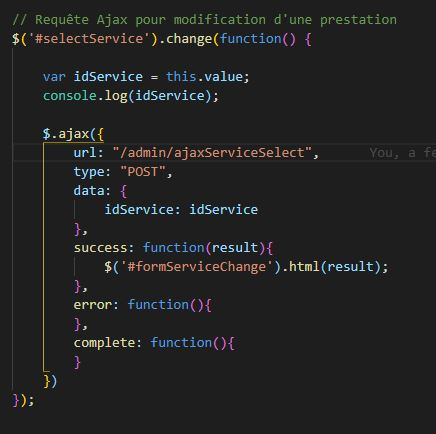 // Requête Ajax pour modification d'une prestation
$('#selectService').change(function() {
var idService = this.value;
console.log(idService);
$.ajax({
url: "/admin/ajaxServiceSelect", You, a fe
type: "POST",
data: {
idService: idService
},
success: function(result){
$('#formServiceChange').html(result);
},
error: function(){
},
complete: function(){
}
})
});